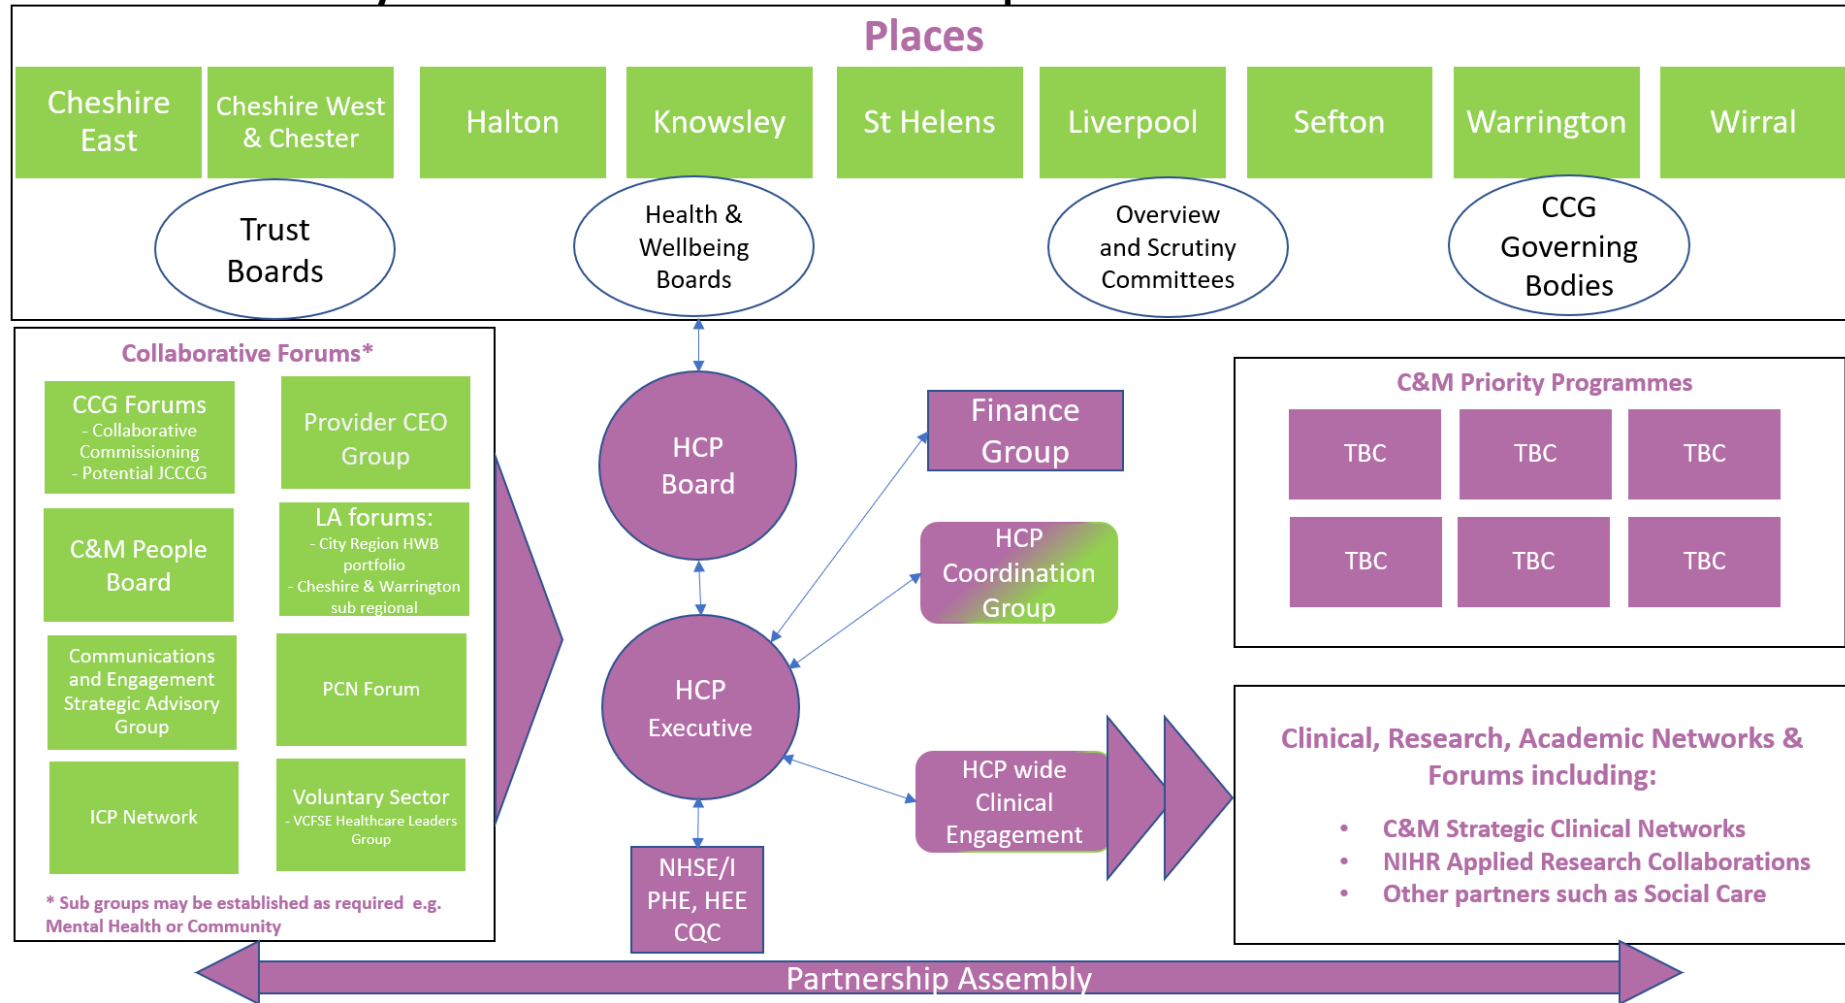 Places
Cheshire
East
Cheshire West
& Chester
Halton
Knowsley
St Helens
Liverpool
Sefton
Warrington
Wirral
Trust
Boards
Health &
Wellbeing
Boards
Overview
and Scrutiny
Committees
CCG
Governing
Bodies
Collaborative Forums*
CCG Forums
- Collaborative
Commissioning
- Potential JCCCG
Provider CEO
Group
C&M People
Board
LA forums:
- City Region HWB
portfolio
- Cheshire & Warrington
sub regional
Communications
and Engagement
Strategic Advisory
Group
PCN Forum
ICP Network
Voluntary Sector
- VCFSE Healthcare Leaders
Group
* Sub groups may be established as required e.g.
Mental Health or Community
HCP
Board
HCP
Executive
NHSE/I
PHE, HEE
CQC
Finance
Group
HCP
Coordination
Group
HCP wide
Clinical
Engagement
C&M Priority Programmes
TBC
TBC
TBC
TBC
TBC
TBC
Clinical, Research, Academic Networks &
Forums including:
• C&M Strategic Clinical Networks
• NIHR Applied Research Collaborations
• Other partners such as Social Care
Partnership Assembly